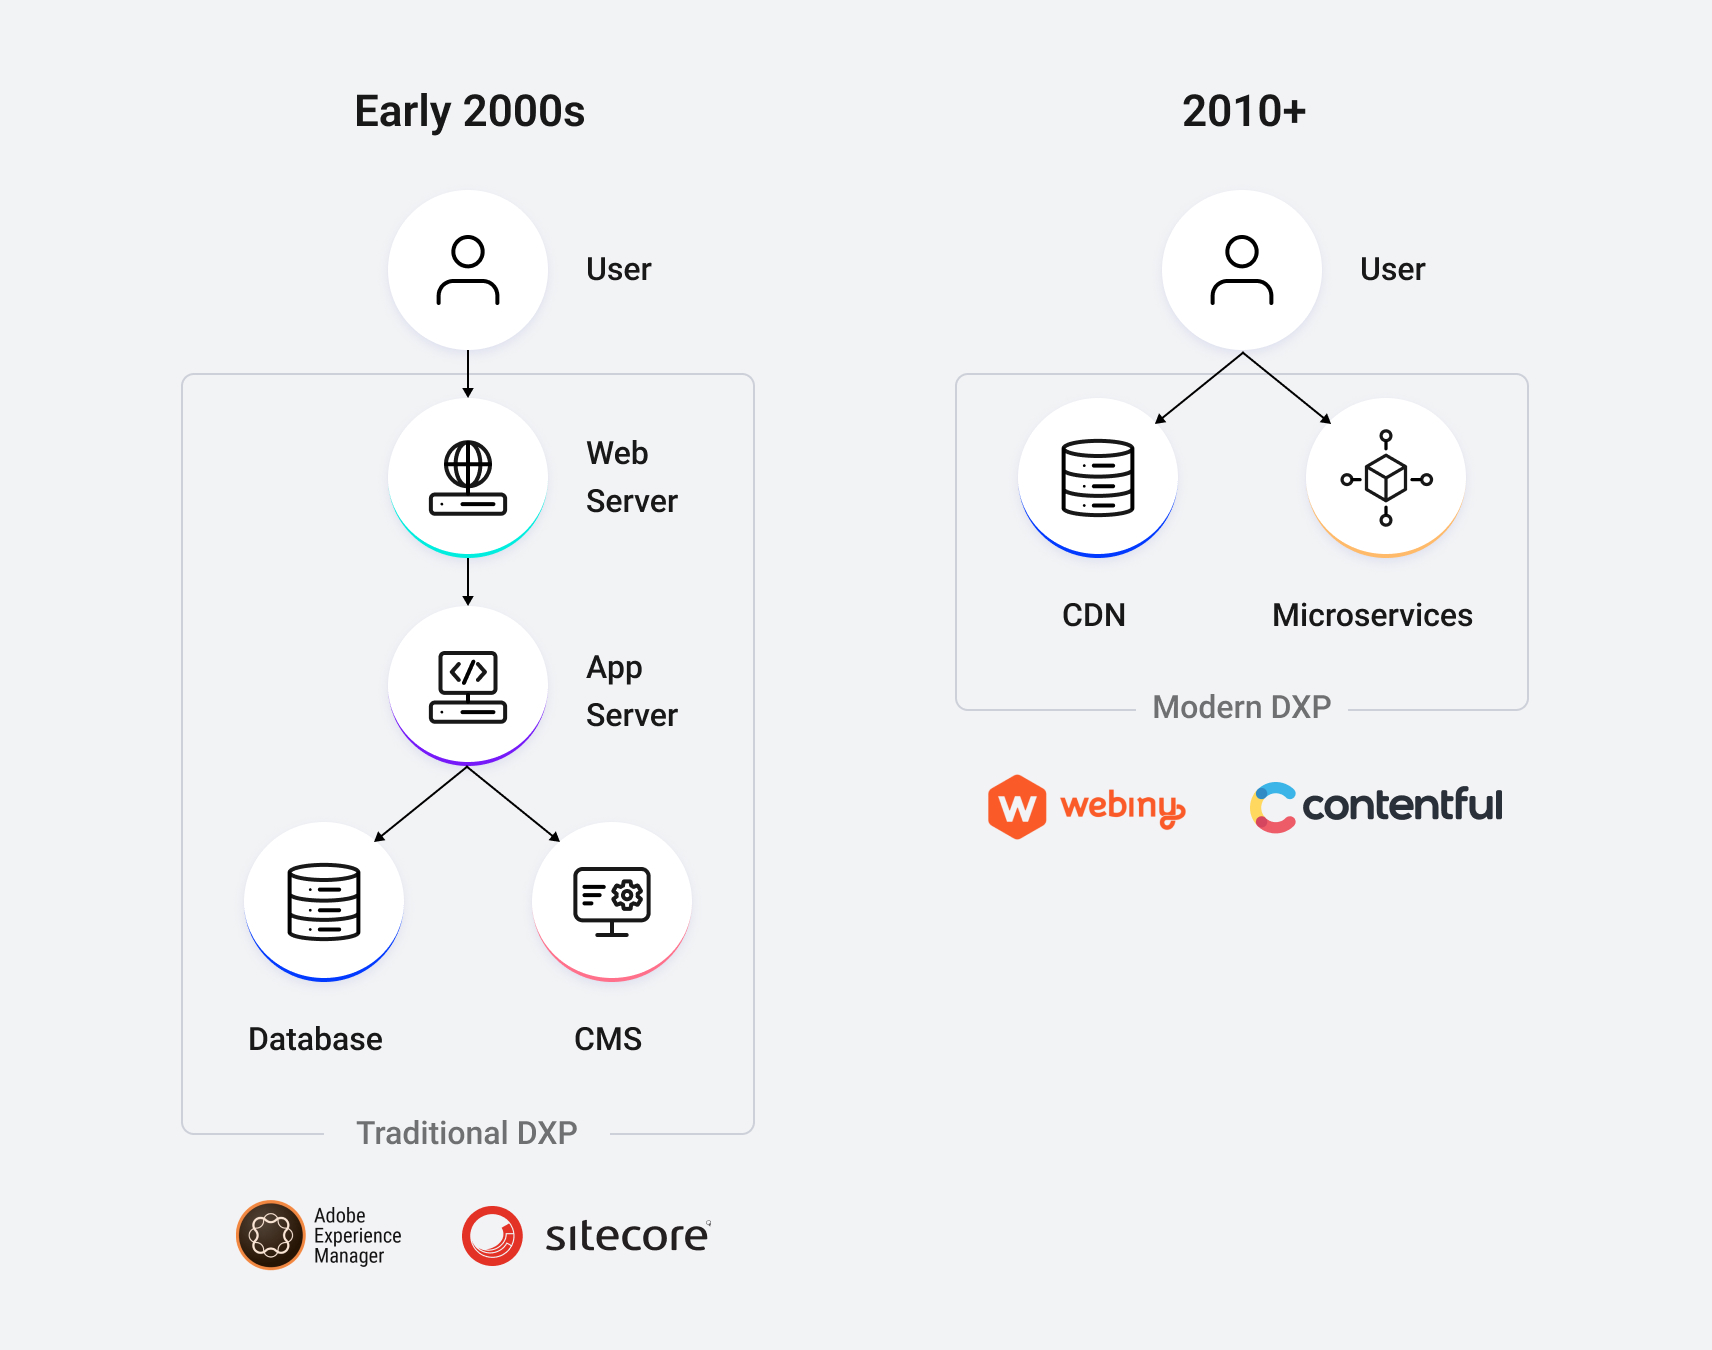 Early 2000s
User
Web
Server
App
Server
Database
CMS
Traditional DXP
Adobe
Experience
Manager
sitecore
2010+
User
CDN
Microservices
Modern DXP
W webiny
contentful